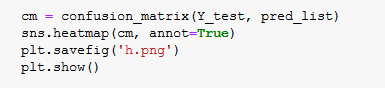 cm = confusion_matrix(Y_test, pred_list)
sns.heatmap(cm, annot=True)
plt.savefig('h.png')
plt.show()